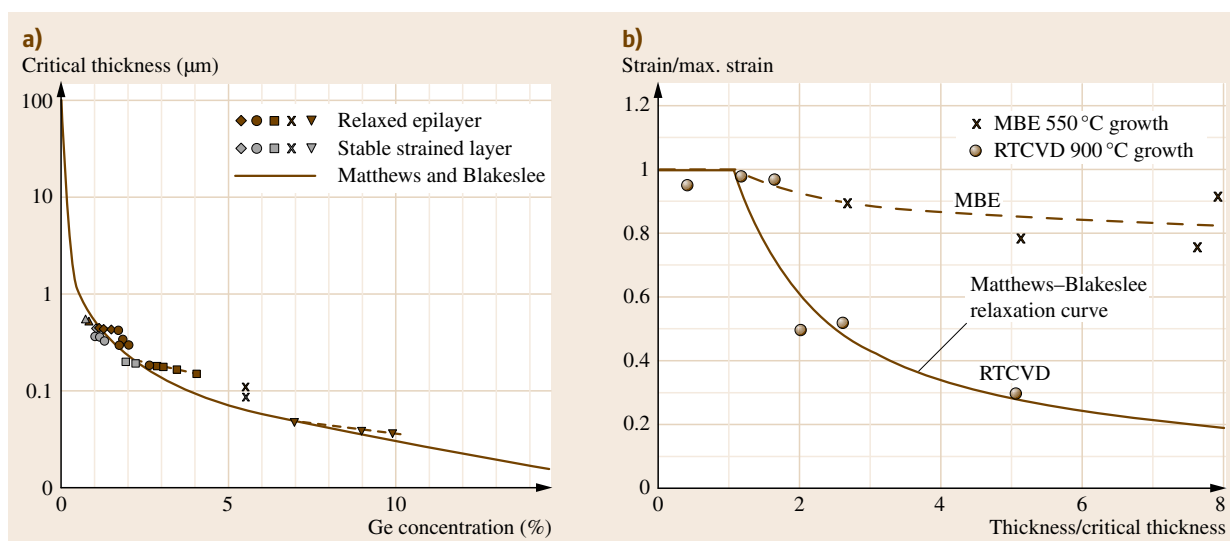 a)
Critical thickness (µm)
100
10
1
0.1
0
0
5
10
Ge concentration (%)
Relaxed epilayer
Stable strained layer
Matthews and Blakeslee
b)
Strain/max. strain
1.2
1
0.8
0.6
0.4
0.2
0
0
2
4
6
8
Thickness/critical thickness
MBE 550 °C growth
RTCVD 900 °C growth
MBE
Matthews–Blakeslee
relaxation curve
RTCVD